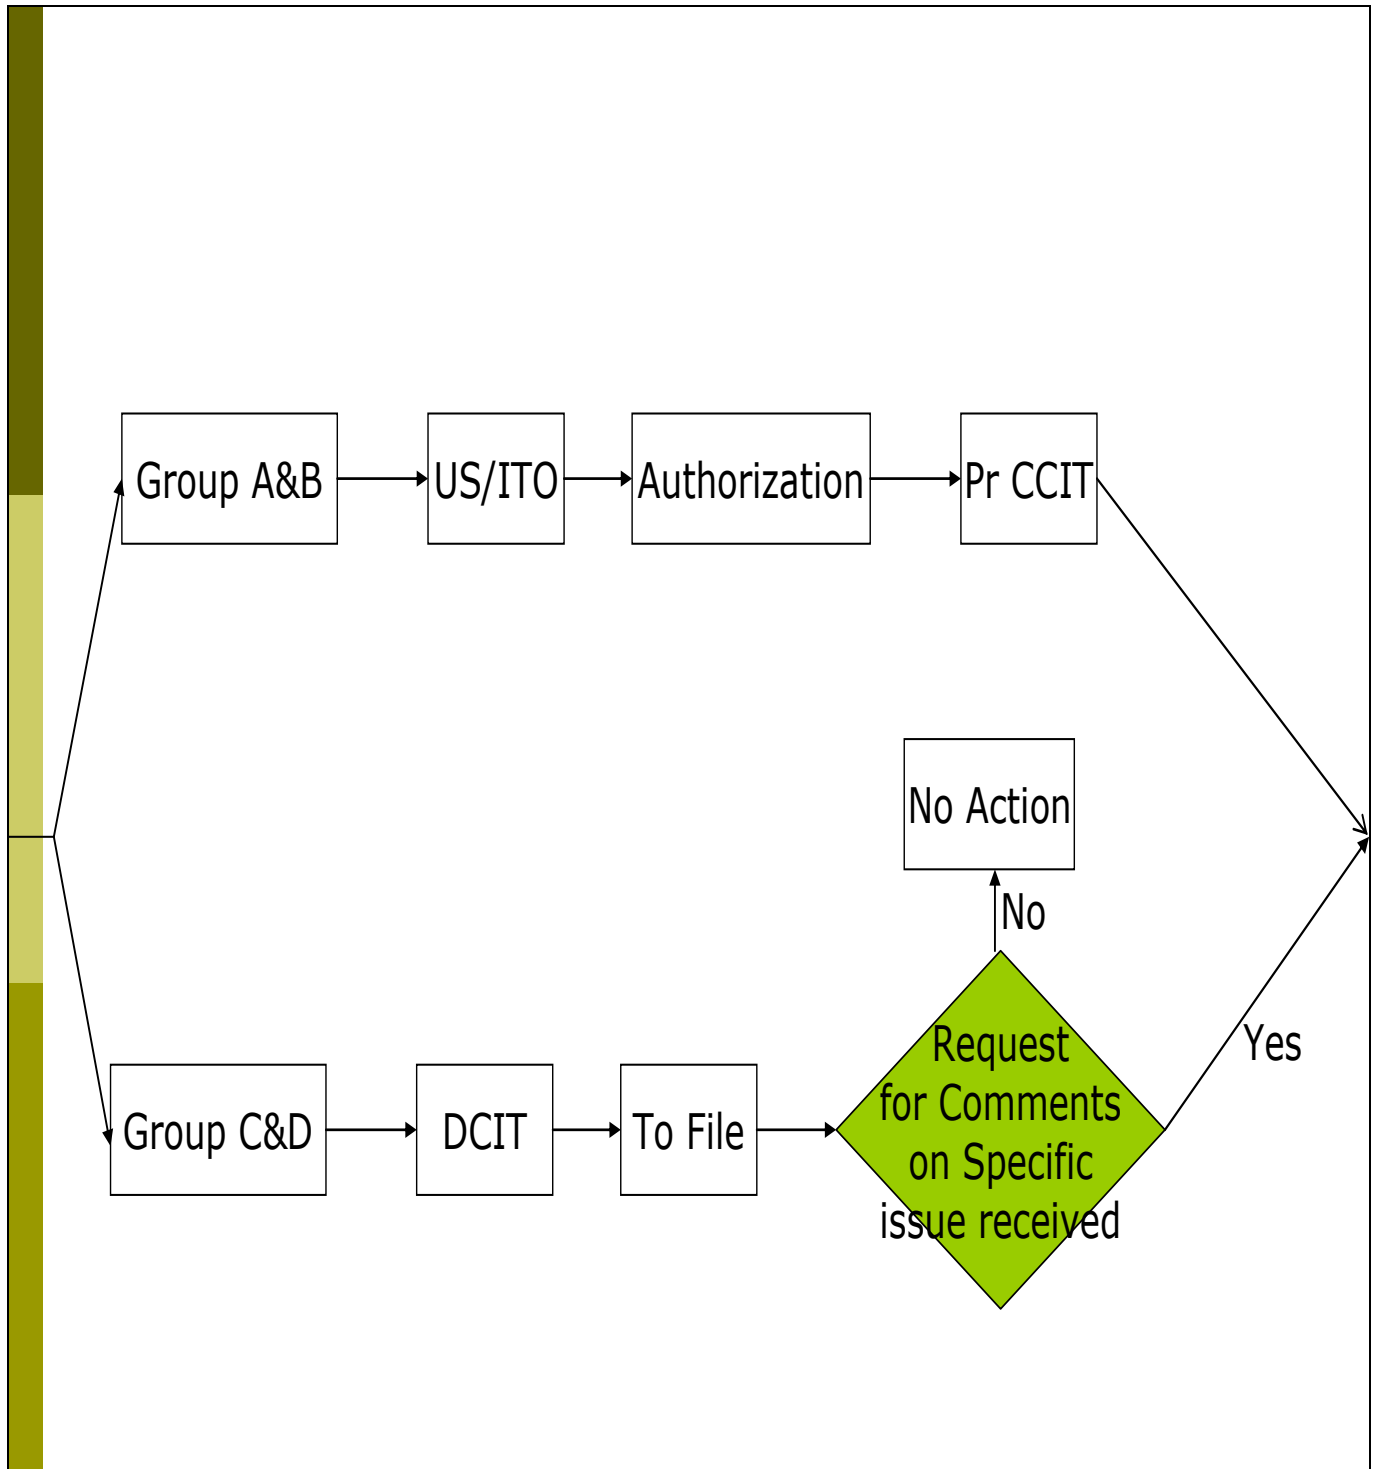 Group A&B
US/ITO
Authorization
Pr CCIT
No Action
No
Request
for Comments
on Specific
issue received
Yes
Group C&D
DCIT
To File